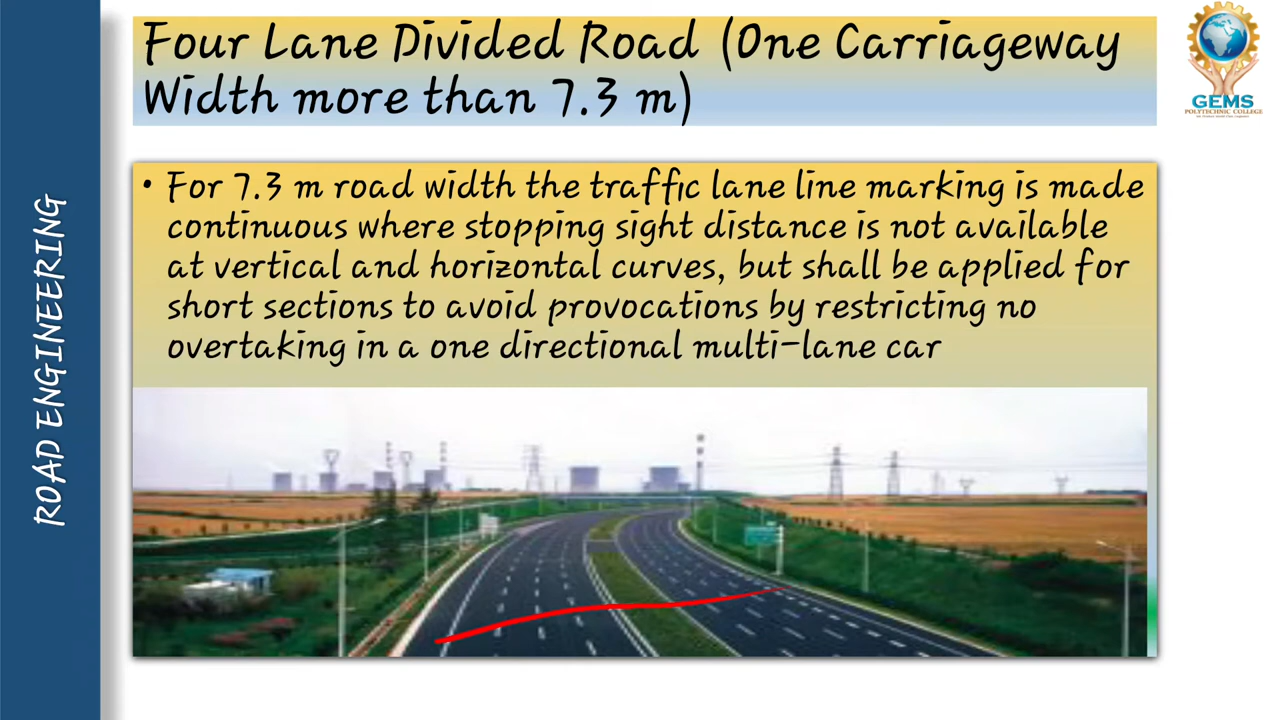 Four Lane Divided Road (One Carriageway
Width more than 7.3 m)
GEMS
POLYTECHNIC COLLEGE
ROAD ENGINEERING
• For 7.3 m road width the traffic lane line marking is made
continuous where stopping sight distance is not available
at vertical and horizontal curves, but shall be applied for
short sections to avoid provocations by restricting no
overtaking in a one directional multi-lane car